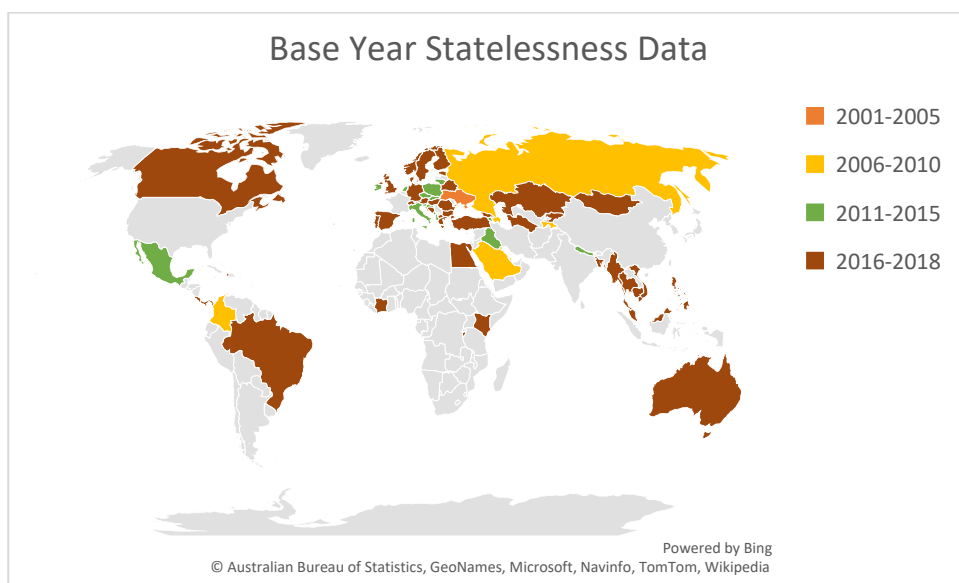 Base Year Statelessness Data
2001-2005
2006-2010
2011-2015
2016-2018
Powered by Bing
© Australian Bureau of Statistics, GeoNames, Microsoft, Navinfo, TomTom, Wikipedia